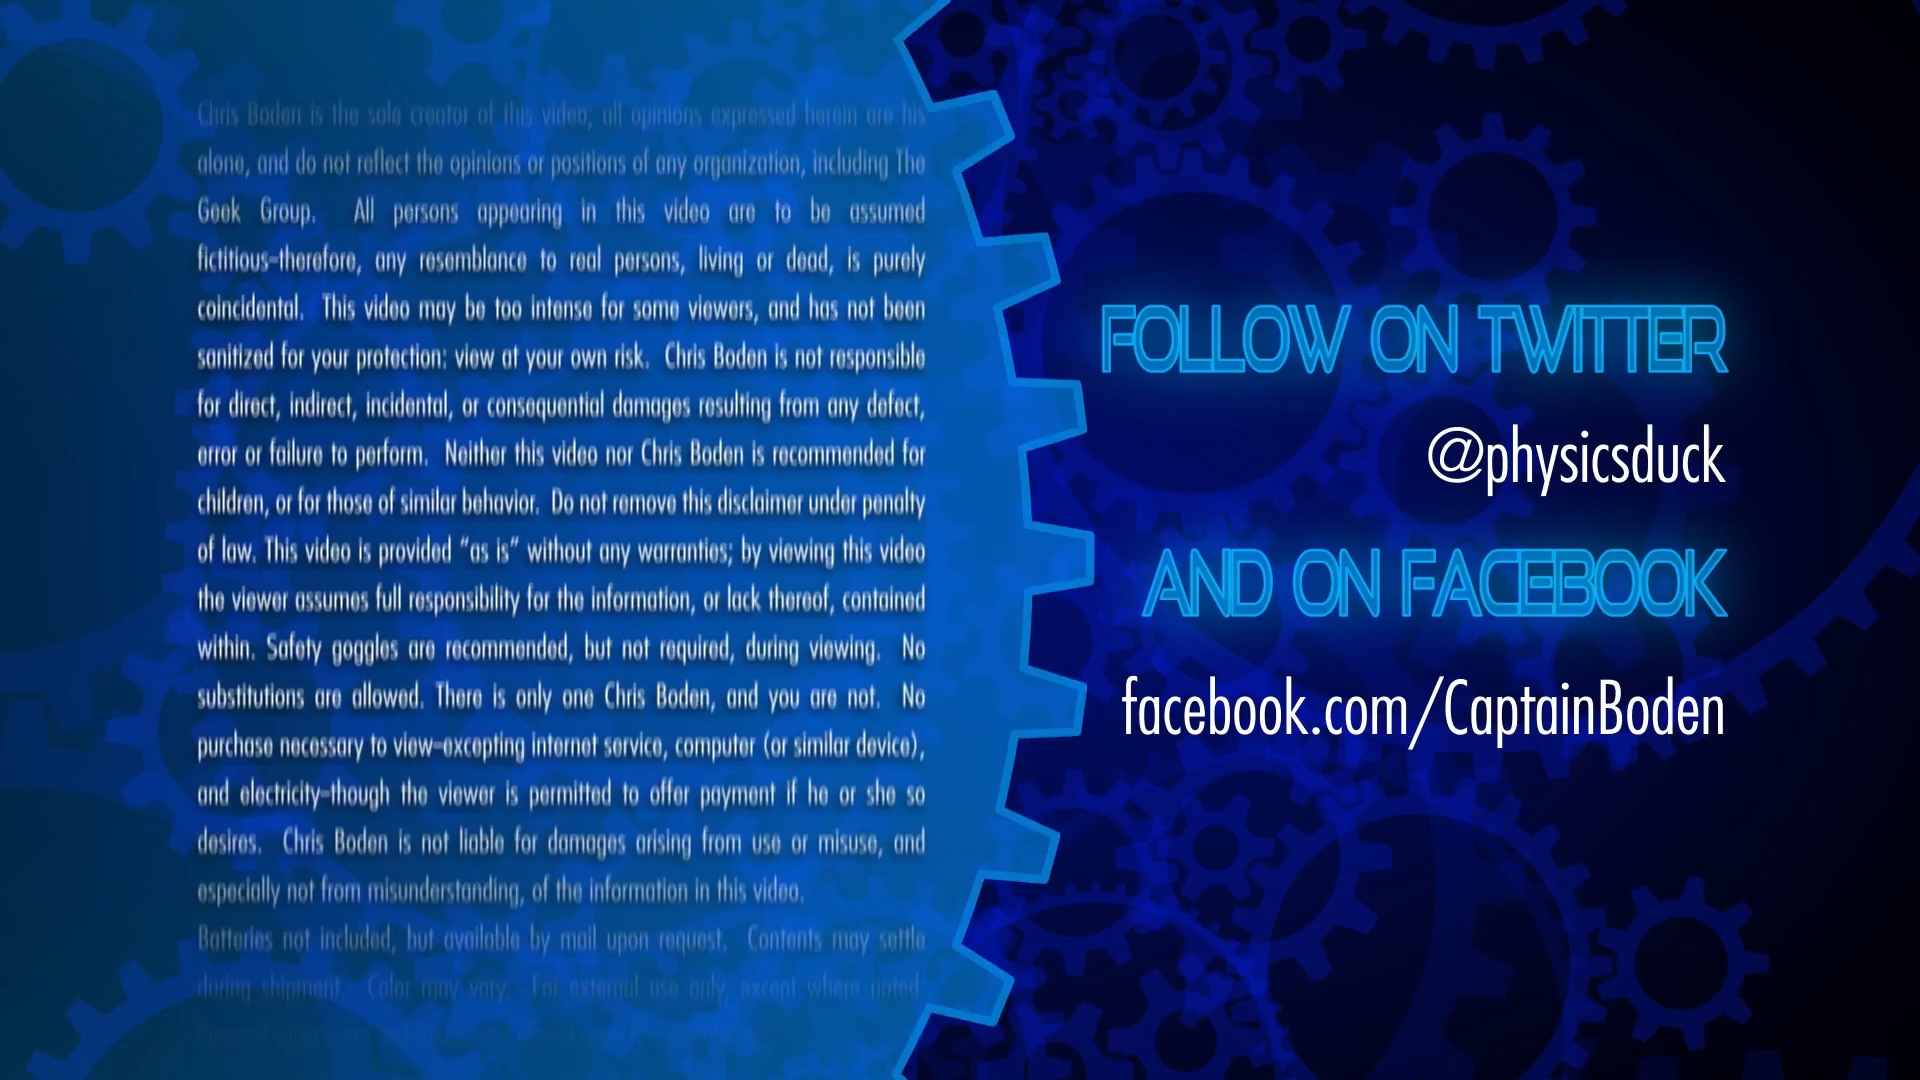 Chris Boden is the sole creator of this video; all opinions expressed herein are his
alone, and do not reflect the opinions or positions of any organization, including The
Geek Group. All persons appearing in this video are to be assumed
fictitious–therefore, any resemblance to real persons, living or dead, is purely
coincidental. This video may be too intense for some viewers, and has not been
sanitized for your protection: view at your own risk. Chris Boden is not responsible
for direct, indirect, incidental, or consequential damages resulting from any defect,
error or failure to perform. Neither this video nor Chris Boden is recommended for
children, or for those of similar behavior. Do not remove this disclaimer under penalty
of law. This video is provided “as is” without any warranties; by viewing this video
the viewer assumes full responsibility for the information, or lack thereof, contained
within. Safety goggles are recommended, but not required, during viewing. No
substitutions are allowed. There is only one Chris Boden, and you are not. No
purchase necessary to view–excepting internet service, computer (or similar device),
and electricity–though the viewer is permitted to offer payment if he or she so
desires. Chris Boden is not liable for damages arising from use or misuse, and
especially not from misunderstanding, of the information in this video.
Batteries not included, but available by mail upon request. Contents may settle
during shipment. Color may vary. For external use only, except where noted.
FOLLOW ON TWITTER
@physicsduck
AND ON FACEBOOK
facebook.com/CaptainBoden